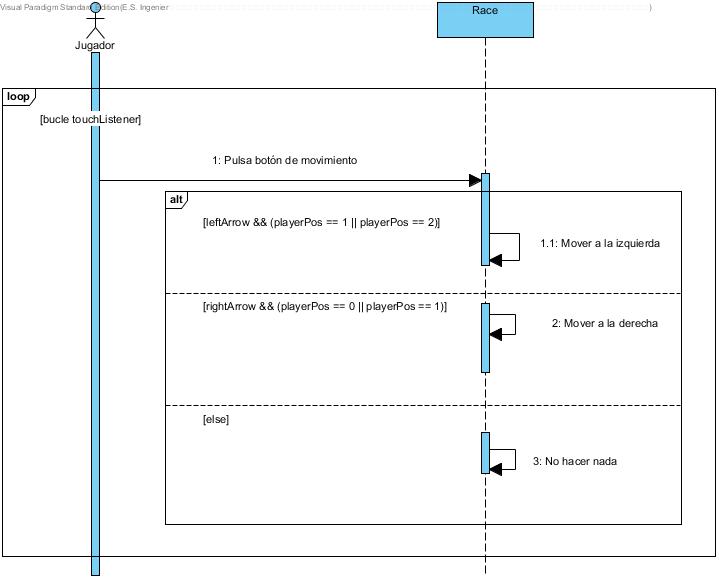 Visual Paradigm Standard Edition(E.S. Ingenier )
Race
Jugador
loop
[bucle touchListener]
1: Pulsa botón de movimiento
alt
[leftArrow && (playerPos == 1 || playerPos == 2)]
1.1: Mover a la izquierda
[rightArrow && (playerPos == 0 || playerPos == 1)]
2: Mover a la derecha
[else]
3: No hacer nada